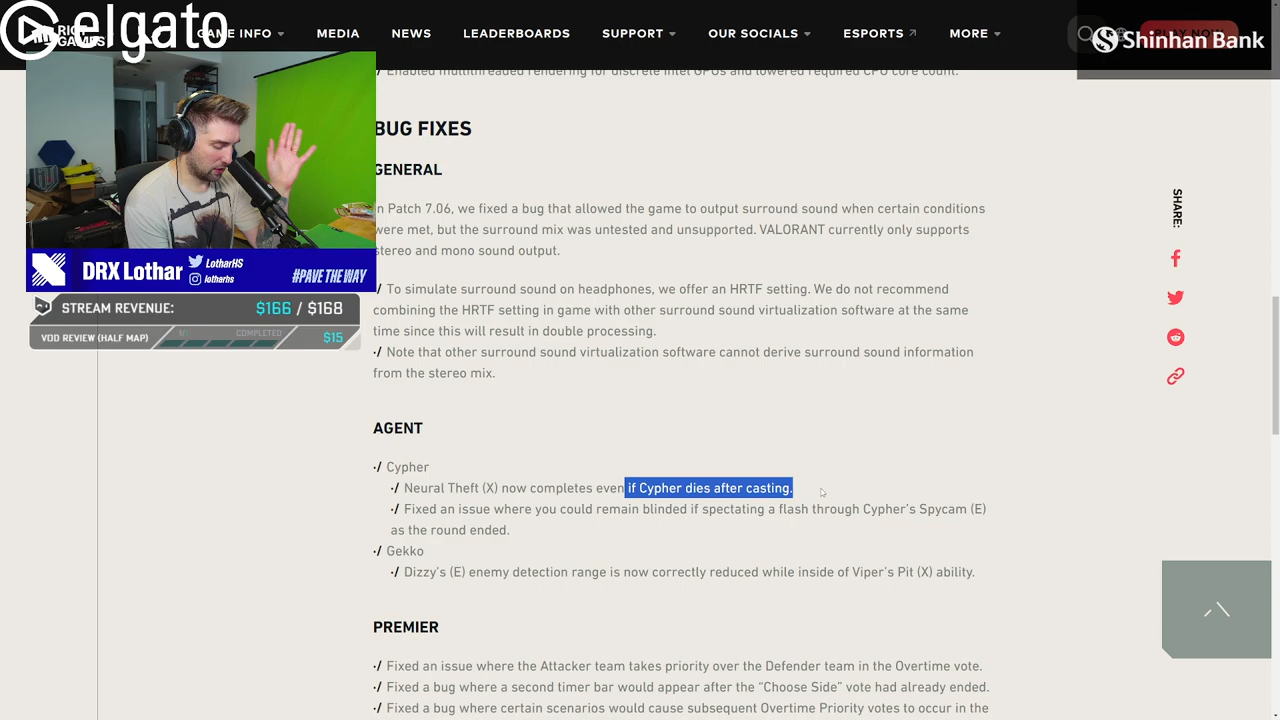 elgato
RIOT GAMES
GAME INFO
MEDIA
NEWS
LEADERBOARDS
SUPPORT
OUR SOCIALS
ESPORTS
MORE
Shinhan Bank
·/ Enabled multithreaded rendering for discrete Intel GPUs and lowered required CPU core count.
BUG FIXES
GENERAL
In Patch 7.06, we fixed a bug that allowed the game to output surround sound when certain conditions
were met, but the surround mix was untested and unsupported. VALORANT currently only supports
stereo and mono sound output.
·/ To simulate surround sound on headphones, we offer an HRTF setting. We do not recommend
combining the HRTF setting in game with other surround sound virtualization software at the same
time since this will result in double processing.
·/ Note that other surround sound virtualization software cannot derive surround sound information
from the stereo mix.
AGENT
·/ Cypher
·/ Neural Theft (X) now completes even if Cypher dies after casting.
·/ Fixed an issue where you could remain blinded if spectating a flash through Cypher's Spycam (E)
as the round ended.
·/ Gekko
·/ Dizzy's (E) enemy detection range is now correctly reduced while inside of Viper's Pit (X) ability.
PREMIER
·/ Fixed an issue where the Attacker team takes priority over the Defender team in the Overtime vote.
·/ Fixed a bug where a second timer bar would appear after the “Choose Side” vote had already ended.
·/ Fixed a bug where certain scenarios would cause subsequent Overtime Priority votes to occur in the
DRX Lothar
LotharHS
lotharhs
#PAVE THE WAY
STREAM REVENUE:
$166 / $168
VOD REVIEW (HALF MAP)
COMPLETED
$15
SHARE: